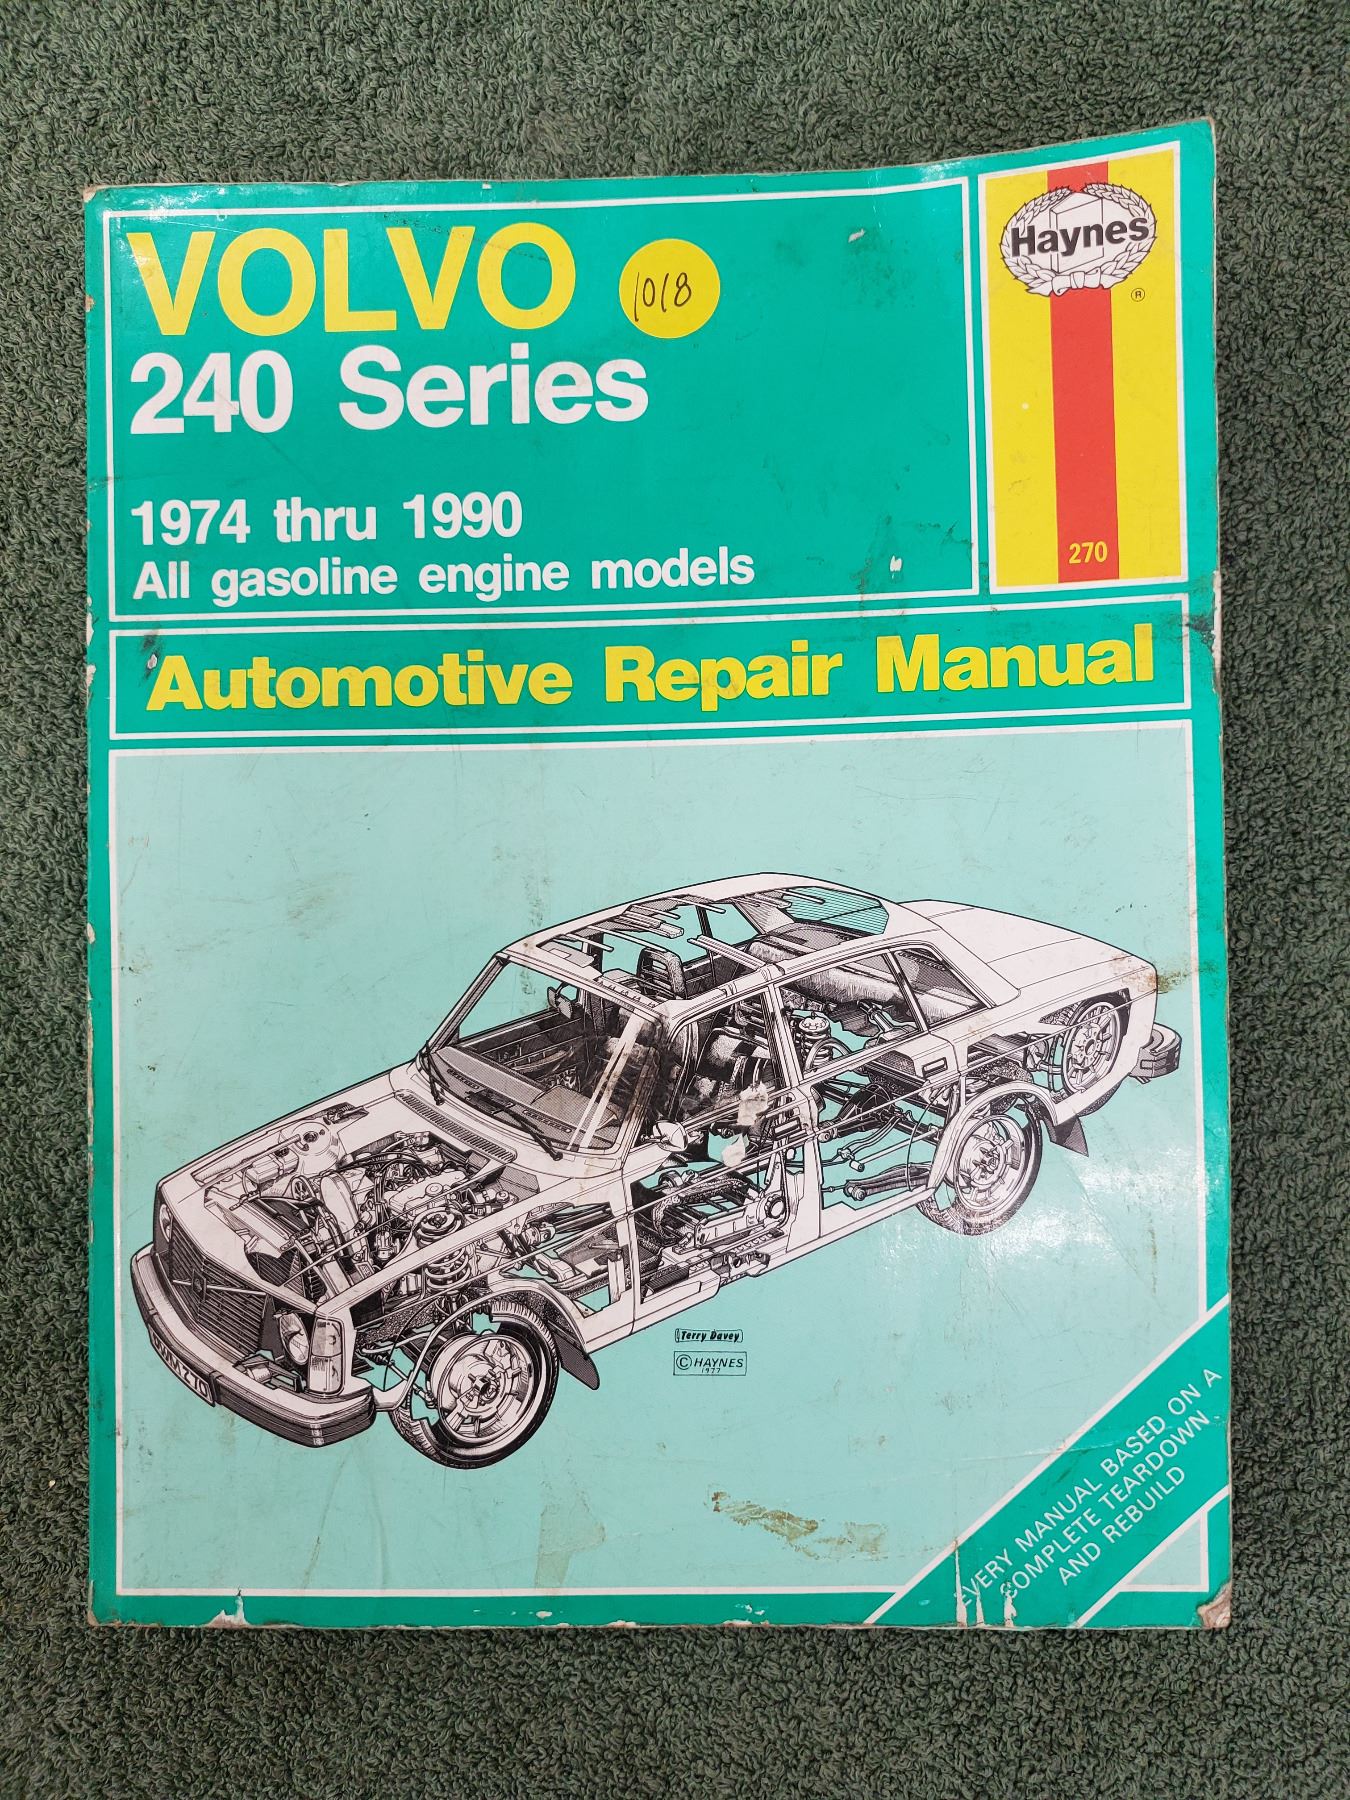 VOLVO
1018
240 Series
1974 thru 1990
All gasoline engine models
Haynes
®
270
Automotive Repair Manual
Terry Davey
© HAYNES
1977
EVERY MANUAL BASED ON A
COMPLETE TEARDOWN
AND REBUILD